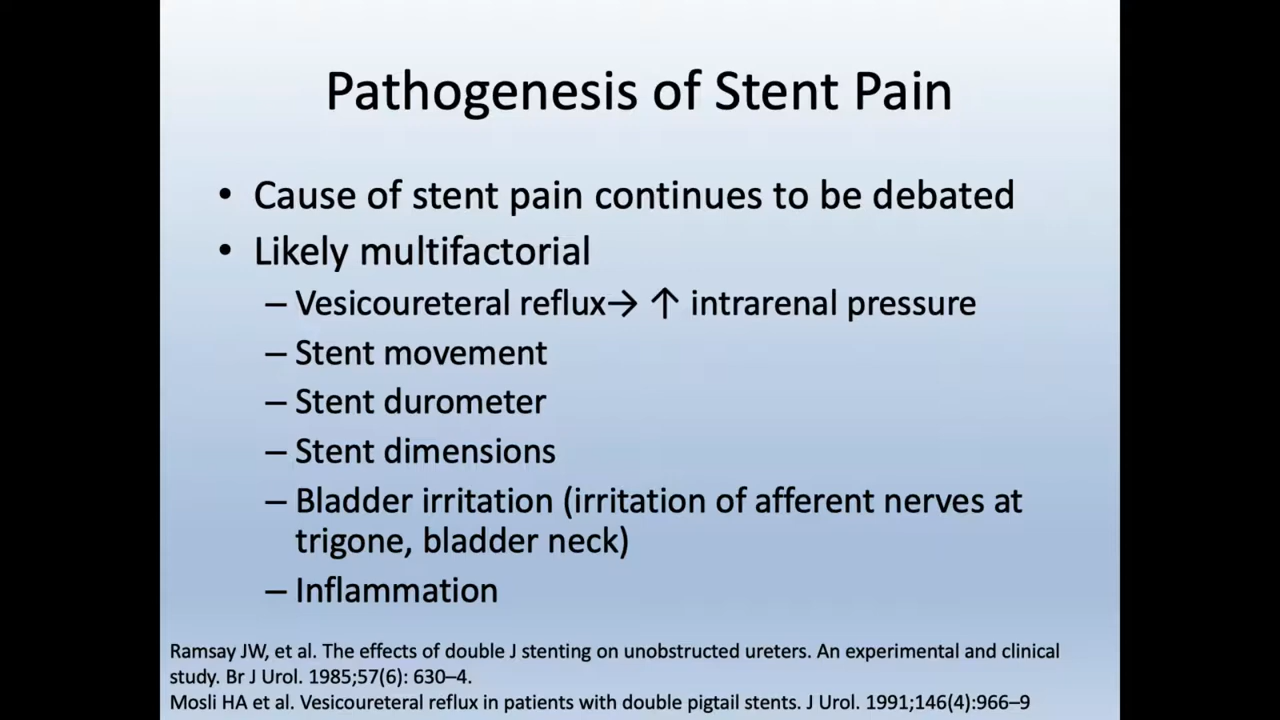 Pathogenesis of Stent Pain
• Cause of stent pain continues to be debated
• Likely multifactorial
– Vesicoureteral reflux→ ↑ intrarenal pressure
– Stent movement
– Stent durometer
– Stent dimensions
– Bladder irritation (irritation of afferent nerves at
trigone, bladder neck)
– Inflammation
Ramsay JW, et al. The effects of double J stenting on unobstructed ureters. An experimental and clinical
study. Br J Urol. 1985;57(6): 630–4.
Mosli HA et al. Vesicoureteral reflux in patients with double pigtail stents. J Urol. 1991;146(4):966–9